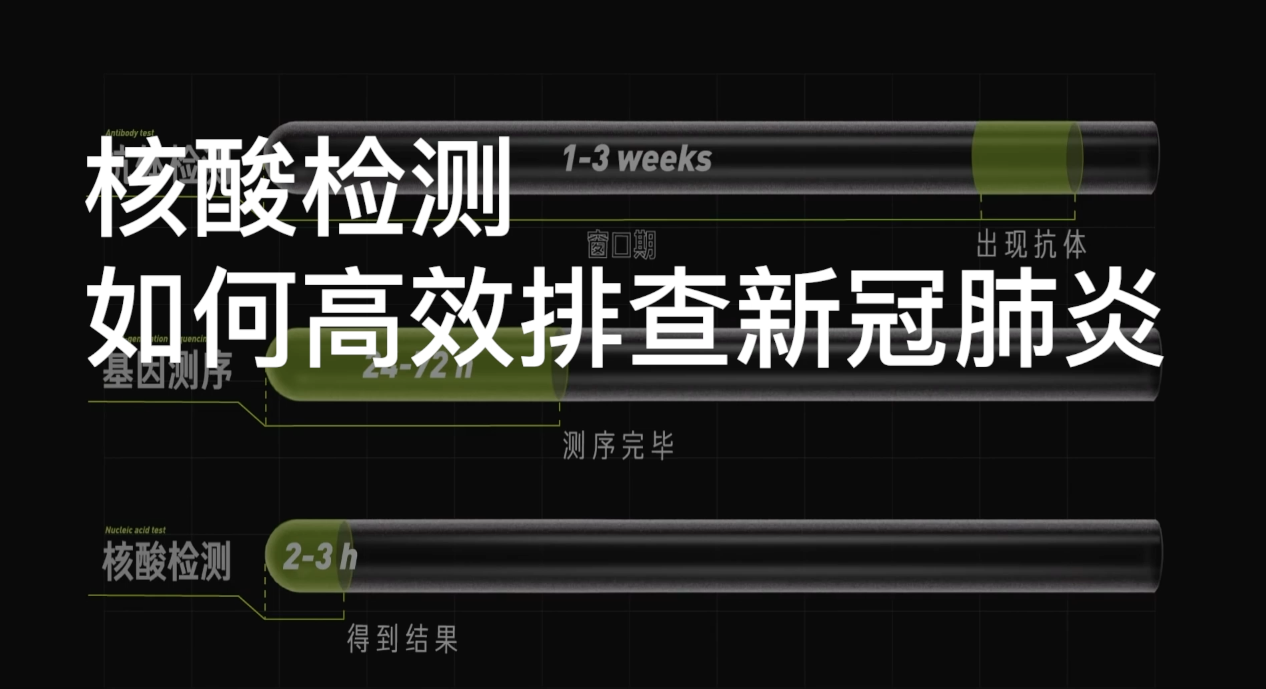 Antibody test
1-3 weeks
核酸检测
窗口期
出现抗体
如何高效排查新冠肺炎
基因测序
24-72 h
测序完毕
Nucleic acid test
核酸检测
2-3 h
得到结果